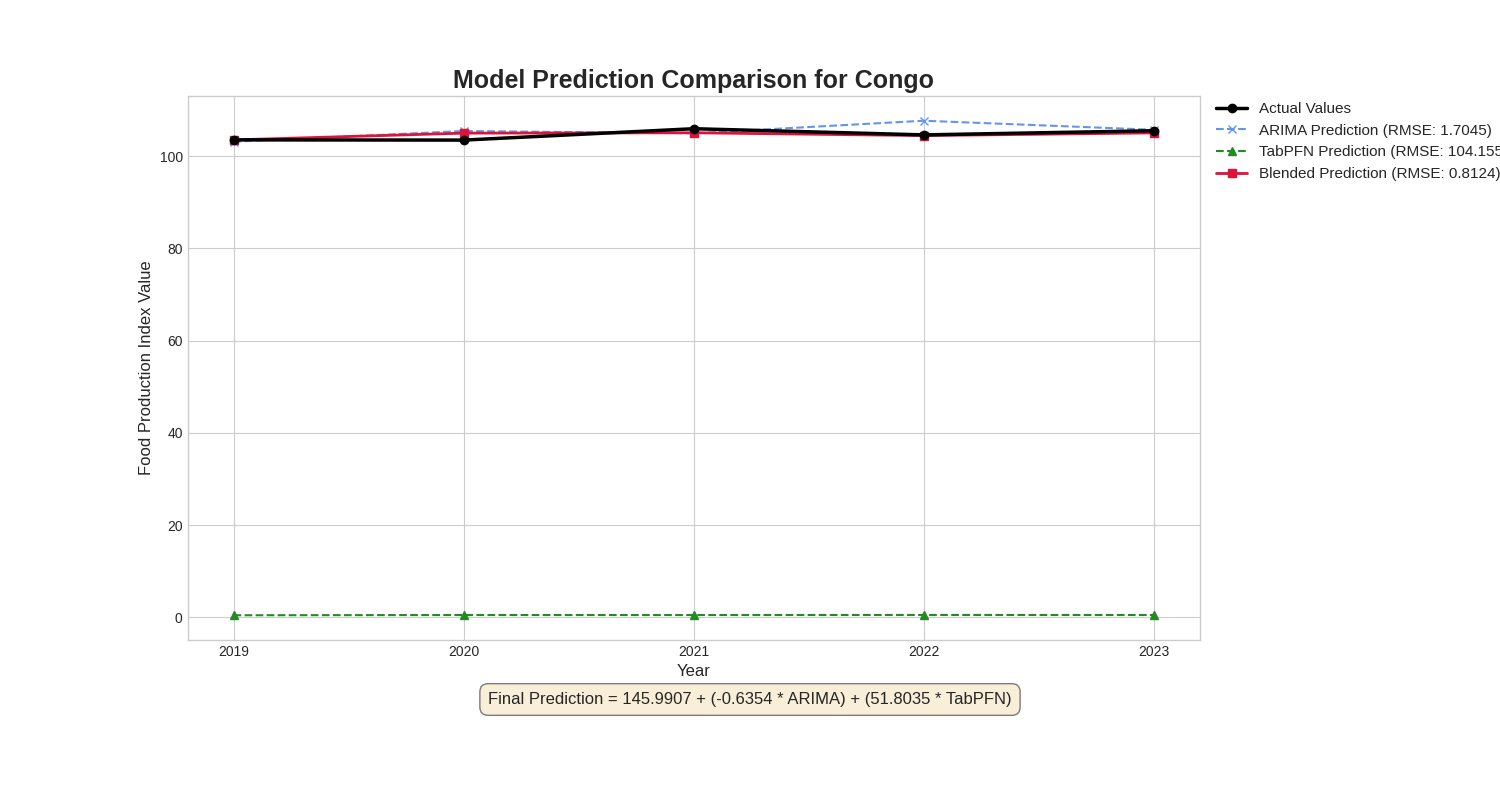 Model Prediction Comparison for Congo
Actual Values
ARIMA Prediction (RMSE: 1.7045)
TabPFN Prediction (RMSE: 104.155
Blended Prediction (RMSE: 0.8124)
Food Production Index Value
100
80
60
40
20
0
2019 2020 2021 2022 2023
Year
Final Prediction = 145.9907 + (-0.6354 * ARIMA) + (51.8035 * TabPFN)